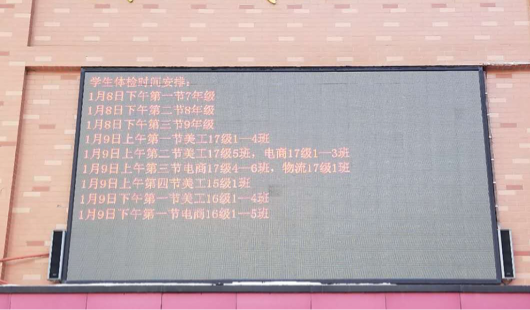 学生体检时间安排：
1月8日下午第一节7年级
1月8日下午第二节8年级
1月8日下午第三节9年级
1月9日上午第一节美工17级1—4班
1月9日上午第二节美工17级5班，电商17级1—3班
1月9日上午第三节电商17级4—6班，物流17级1班
1月9日上午第四节美工15级1班
1月9日下午第一节美工16级1—4班
1月9日下午第一节电商16级1—5班